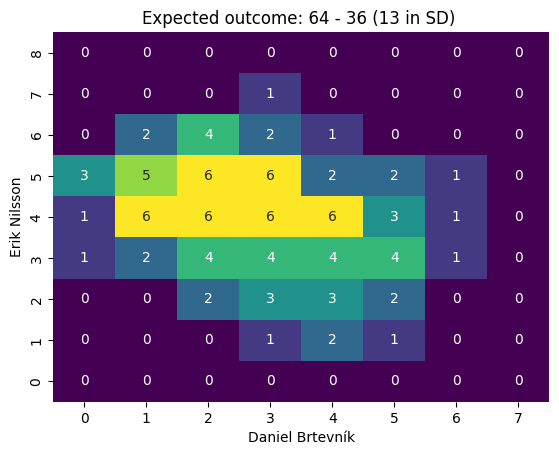 Expected outcome: 64 - 36 (13 in SD)
8 0 0 0 0 0 0 0 0
7 0 0 0 1 0 0 0 0
6 0 2 4 2 1 0 0 0
5 3 5 6 6 2 2 1 0
4 1 6 6 6 6 3 1 0
3 1 2 4 4 4 4 1 0
2 0 0 2 3 3 2 0 0
1 0 0 0 1 2 1 0 0
0 0 0 0 0 0 0 0 0
Erik Nilsson
0 1 2 3 4 5 6 7
Daniel Brtevník